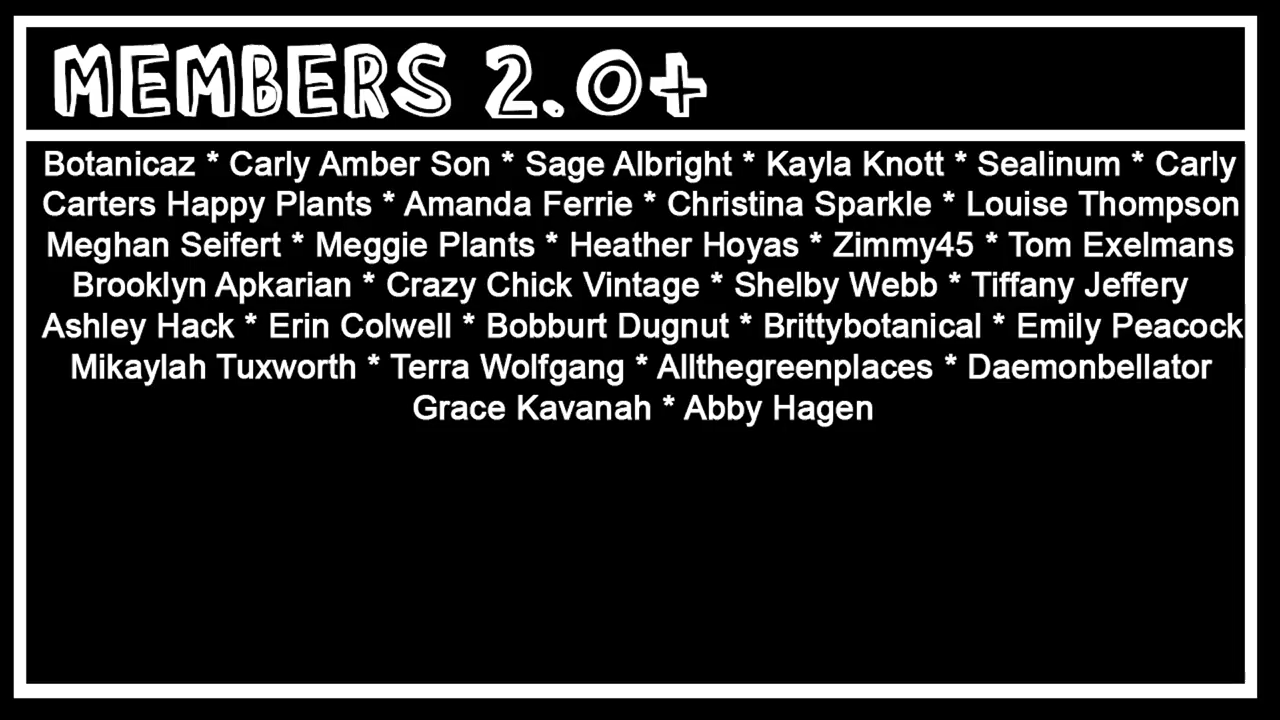 MEMBERS 2.0+
Botanicaz * Carly Amber Son * Sage Albright * Kayla Knott * Sealinum * Carly
Carters Happy Plants * Amanda Ferrie * Christina Sparkle * Louise Thompson
Meghan Seifert * Meggie Plants * Heather Hoyas * Zimmy45 * Tom Exelmans
Brooklyn Apkarian * Crazy Chick Vintage * Shelby Webb * Tiffany Jeffery
Ashley Hack * Erin Colwell * Bobburt Dugnut * Brittybotanical * Emily Peacock
Mikaylah Tuxworth * Terra Wolfgang * Allthegreenplaces * Daemonbellator
Grace Kavanah * Abby Hagen